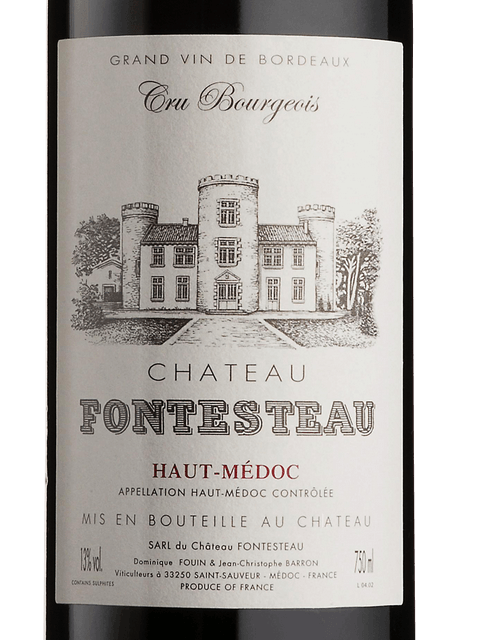 GRAND VIN DE BORDEAUX
Cru Bourgeois
CHATEAU
FONTESTEAU
HAUT-MÉDOC
APPELLATION HAUT-MÉDOC CONTRÔLÉE
MIS EN BOUTEILLE AU CHATEAU
SARL du Château FONTESTEAU
13% vol.
Dominique FOUIN & Jean-Christophe BARRON
750 ml
Viticulteurs à 33250 SAINT-SAUVEUR - MÉDOC - FRANCE
CONTAINS SULPHITES
PRODUCE OF FRANCE
L 04.02